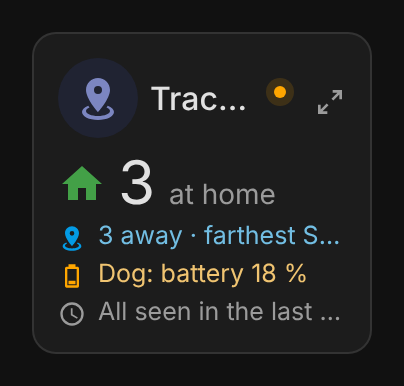 Trac...
3 at home
3 away · farthest S...
Dog: battery 18 %
All seen in the last ...